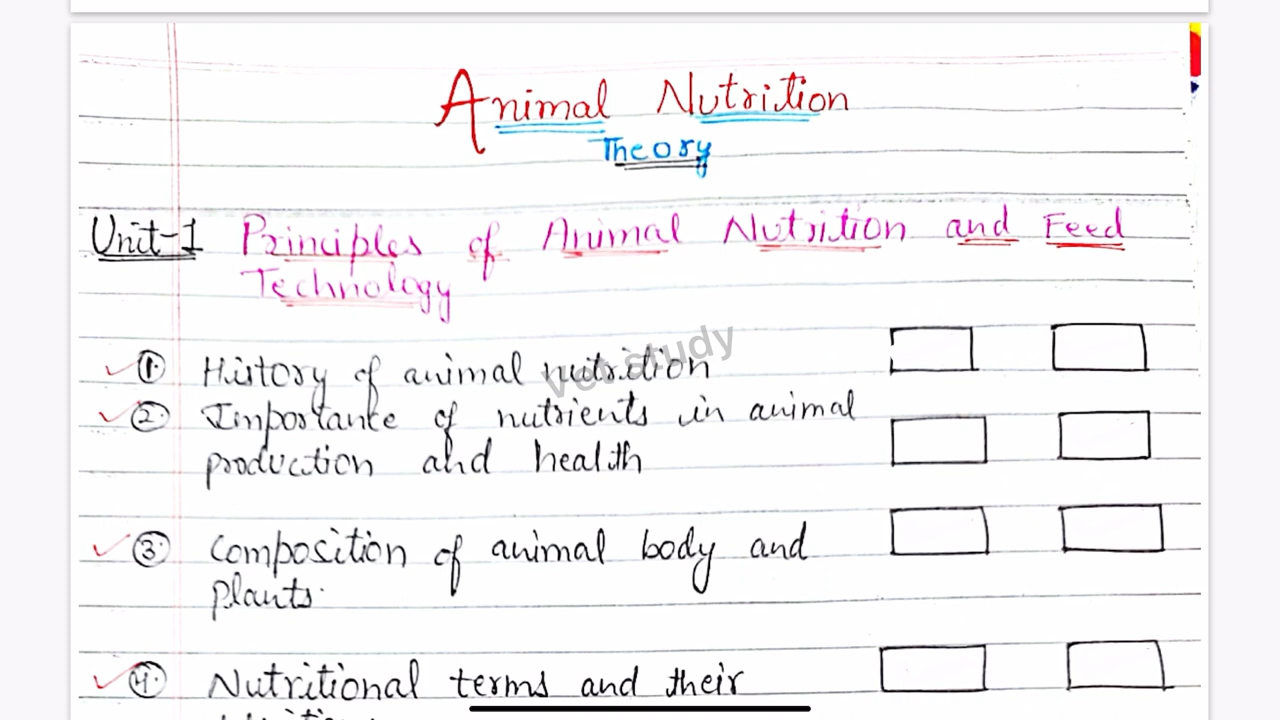 Animal Nutrition
Theory
Unit-1 Principles of Animal Nutrition and Feed
Technology
1. History of animal nutrition
2. Importance of nutrients in animal
production and health
3. Composition of animal body and
plants.
4. Nutritional terms and their
Vet study